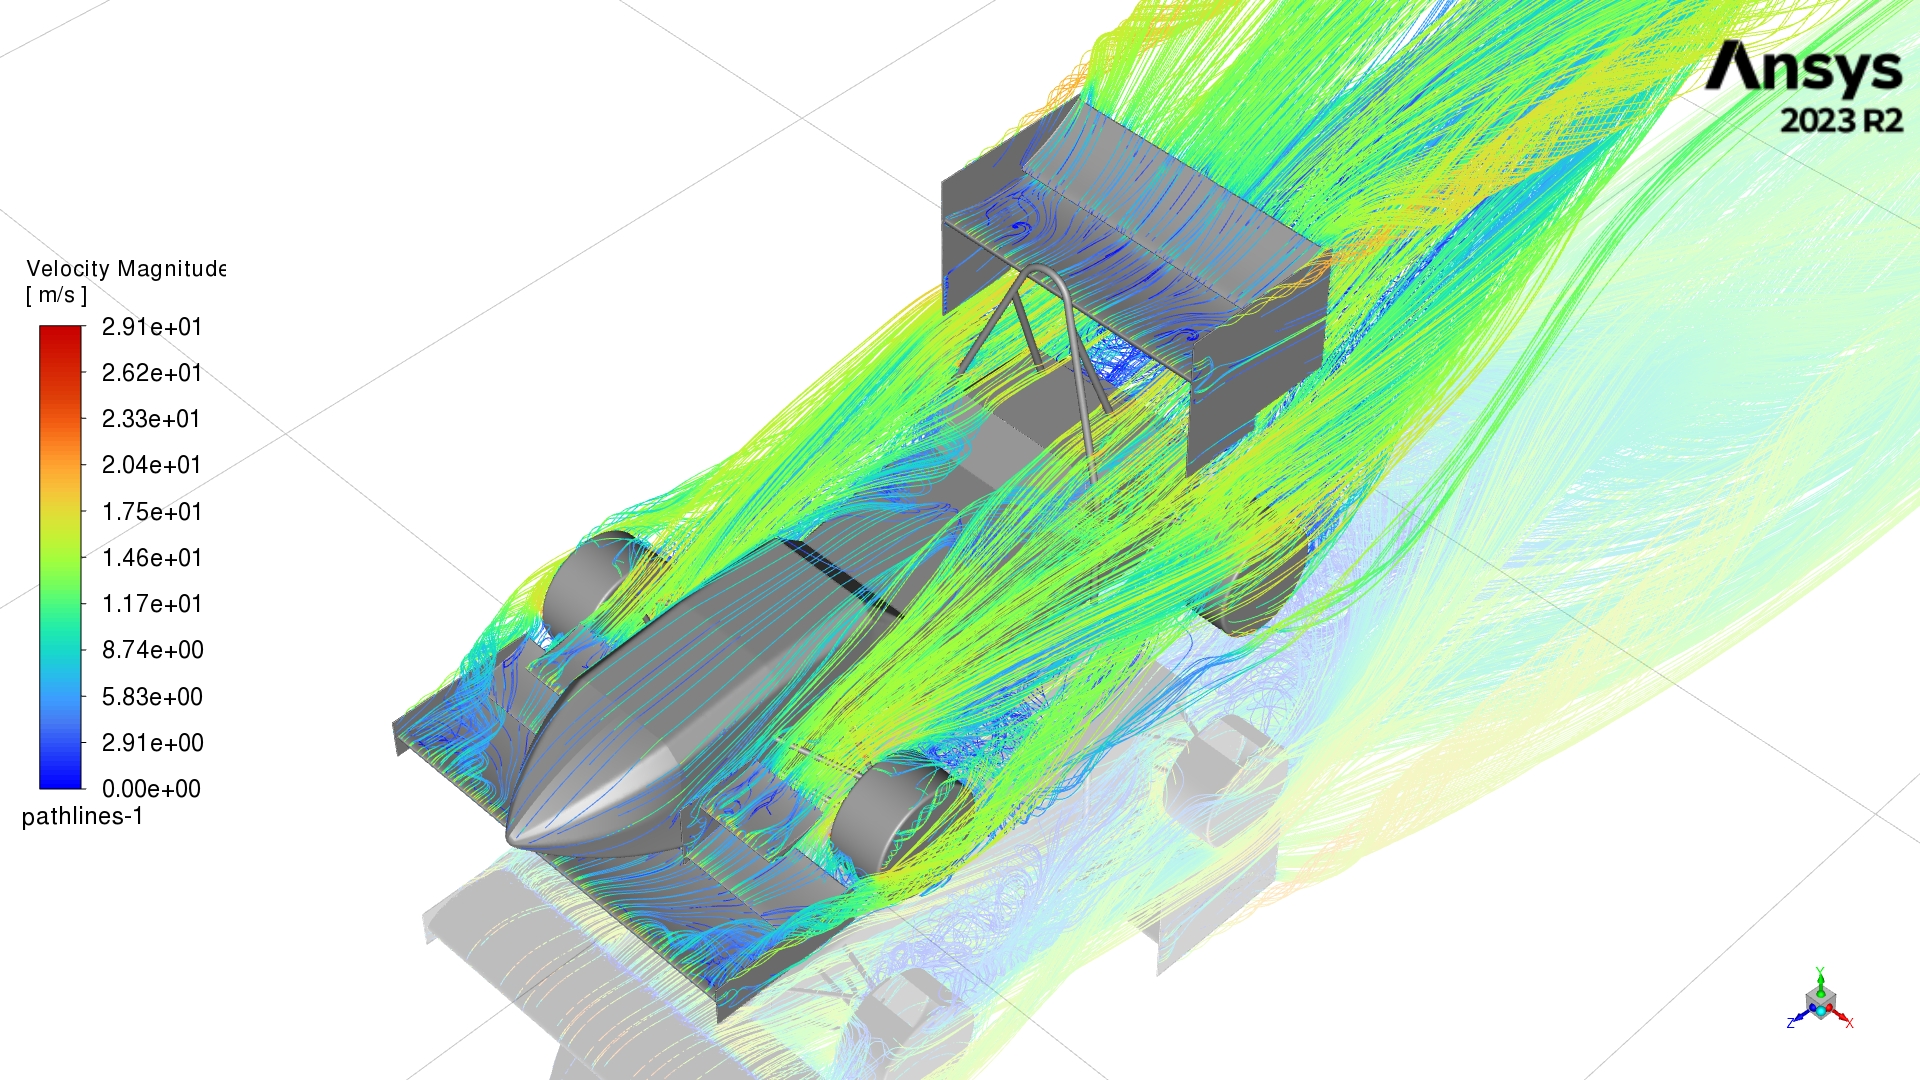 Ansys
2023 R2
Velocity Magnitude
[ m/s ]
2.91e+01
2.62e+01
2.33e+01
2.04e+01
1.75e+01
1.46e+01
1.17e+01
8.74e+00
5.83e+00
2.91e+00
0.00e+00
pathlines-1
Y
Z
X